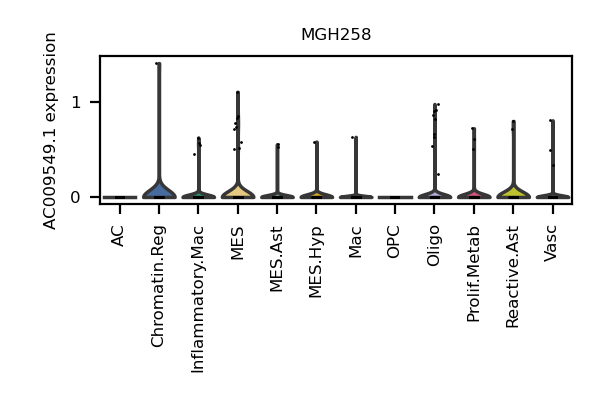 MGH258
AC009549.1 expression
1
0
AC
Chromatin.Reg
Inflammatory.Mac
MES
MES.Ast
MES.Hyp
Mac
OPC
Oligo
Prolif.Metab
Reactive.Ast
Vasc